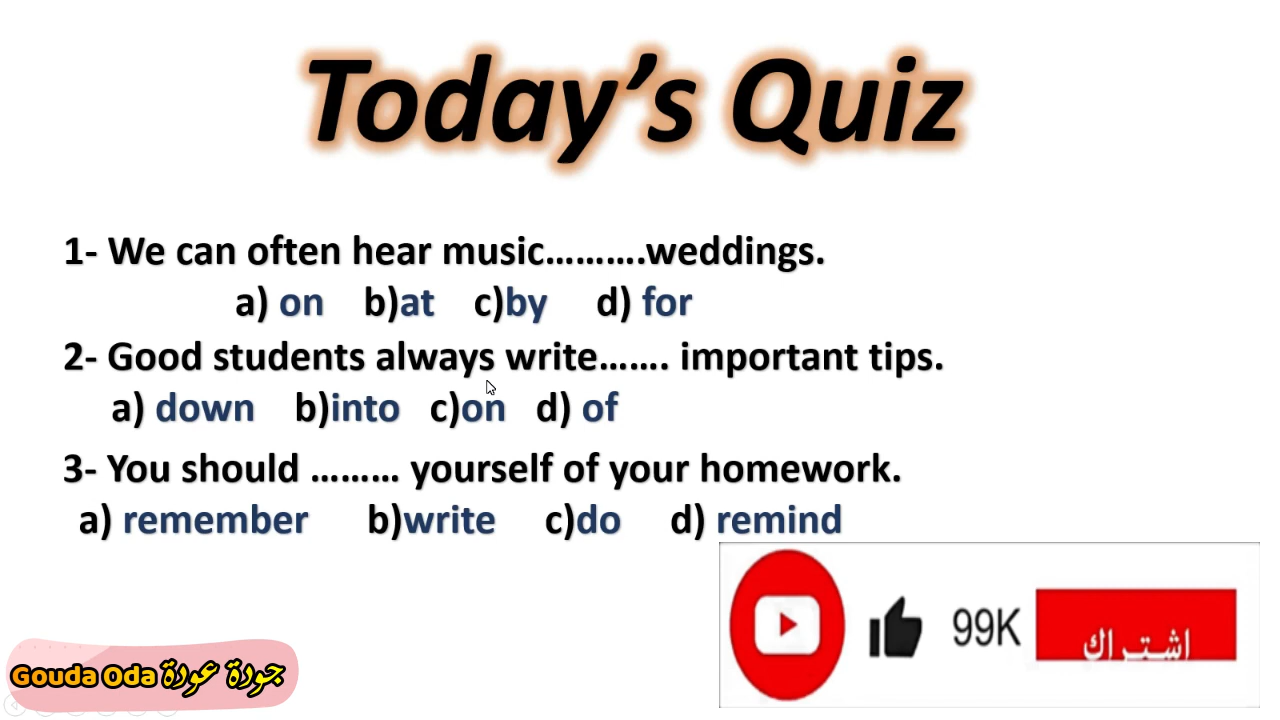 Today's Quiz
1- We can often hear music……….weddings.
a) on b)at c)by d) for
2- Good students always write……. important tips.
a) down b)into c)on d) of
3- You should ……… yourself of your homework.
a) remember b)write c)do d) remind
99K
اشتراك
Gouda Oda جودة عودة